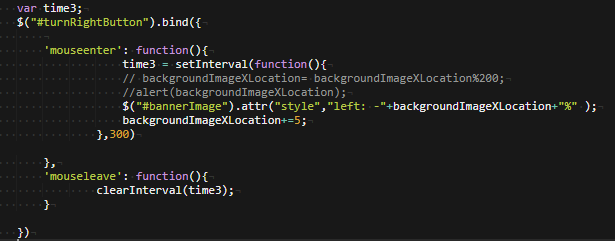 var time3;
$("#turnRightButton").bind({
'mouseenter': function(){
time3 = setInterval(function(){
// backgroundImageXLocation= backgroundImageXLocation%200;
//alert(backgroundImageXLocation);
$("#bannerImage").attr("style","left: -"+backgroundImageXLocation+"%" );
backgroundImageXLocation+=5;
},300)
},
'mouseleave': function(){
clearInterval(time3);
}
})